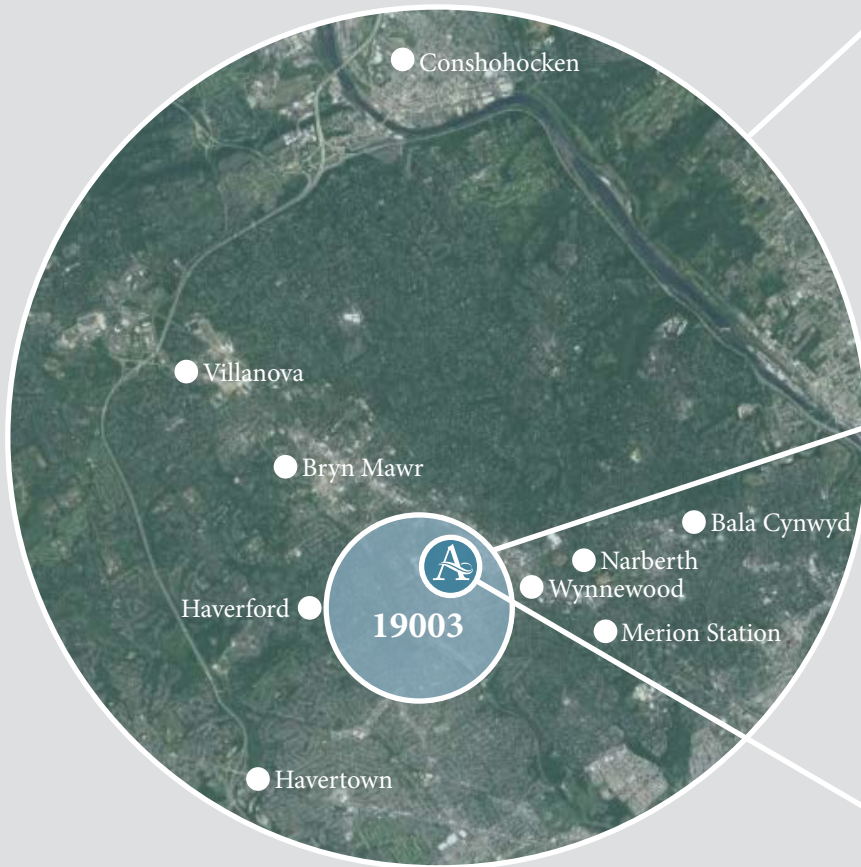 Conshohocken
Villanova
Bryn Mawr
Bala Cynwyd
Narberth
Wynnewood
Haverford
19003
Merion Station
Havertown
A